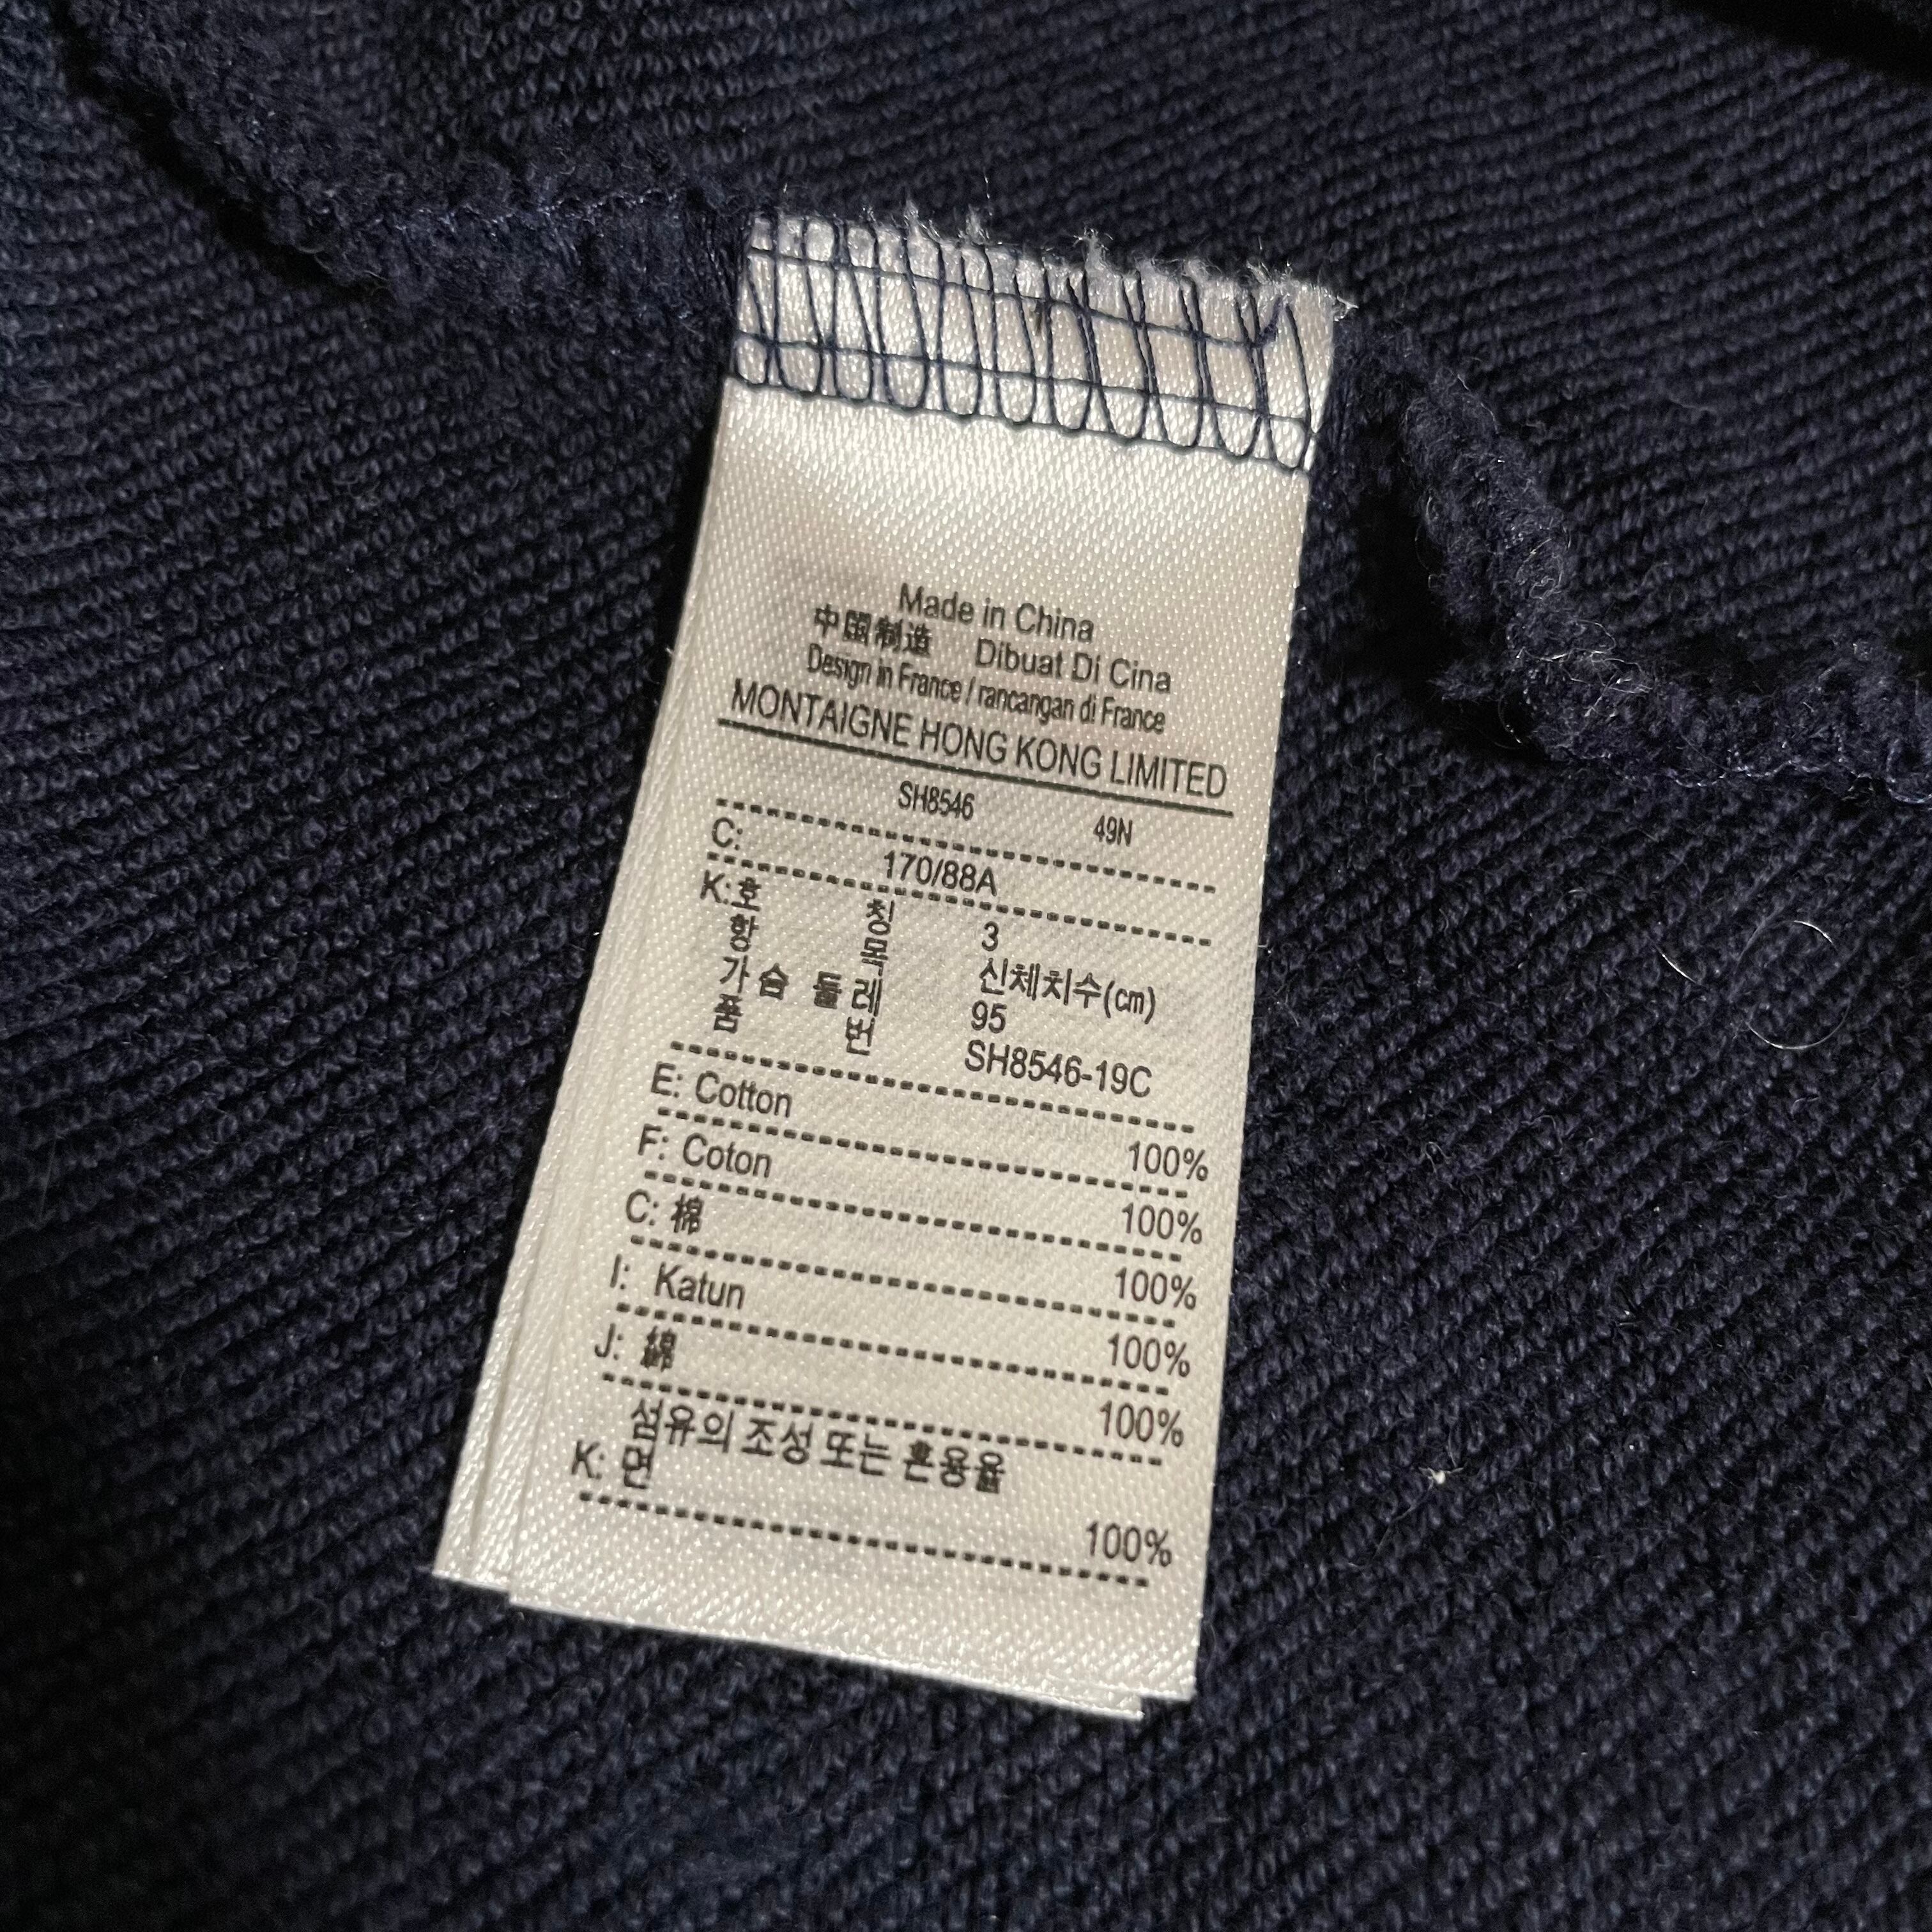 Made in China
中国制造 Dibuat Di Cina
Design in France / rancangan di France
MONTAIGNE HONG KONG LIMITED
SH8546 49N
C: 170/88A
K: 호 칭 3
항 목 신체치수(cm)
가슴 둘레 95
품 번 SH8546-19C
E: Cotton 100%
F: Coton 100%
C: 棉 100%
I: Katun 100%
J: 綿 100%
섬유의 조성 또는 혼용율
K: 면 100%